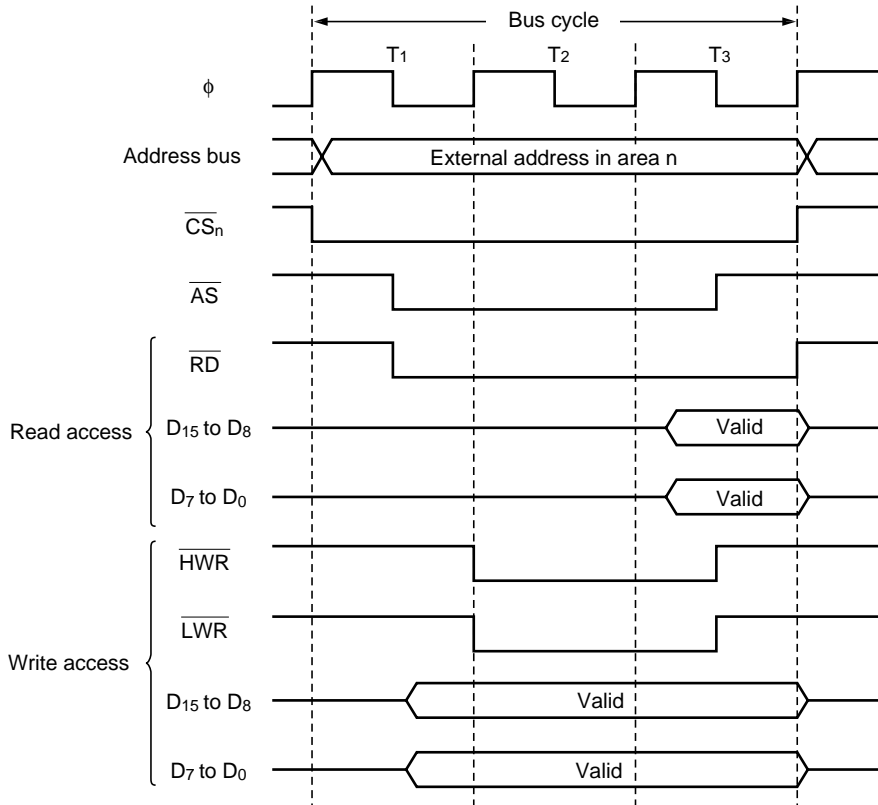 Bus cycle
T1 T2 T3
ϕ
Address bus External address in area n
CSn
AS
RD
Read access
D15 to D8 Valid
D7 to D0 Valid
HWR
LWR
Write access
D15 to D8 Valid
D7 to D0 Valid